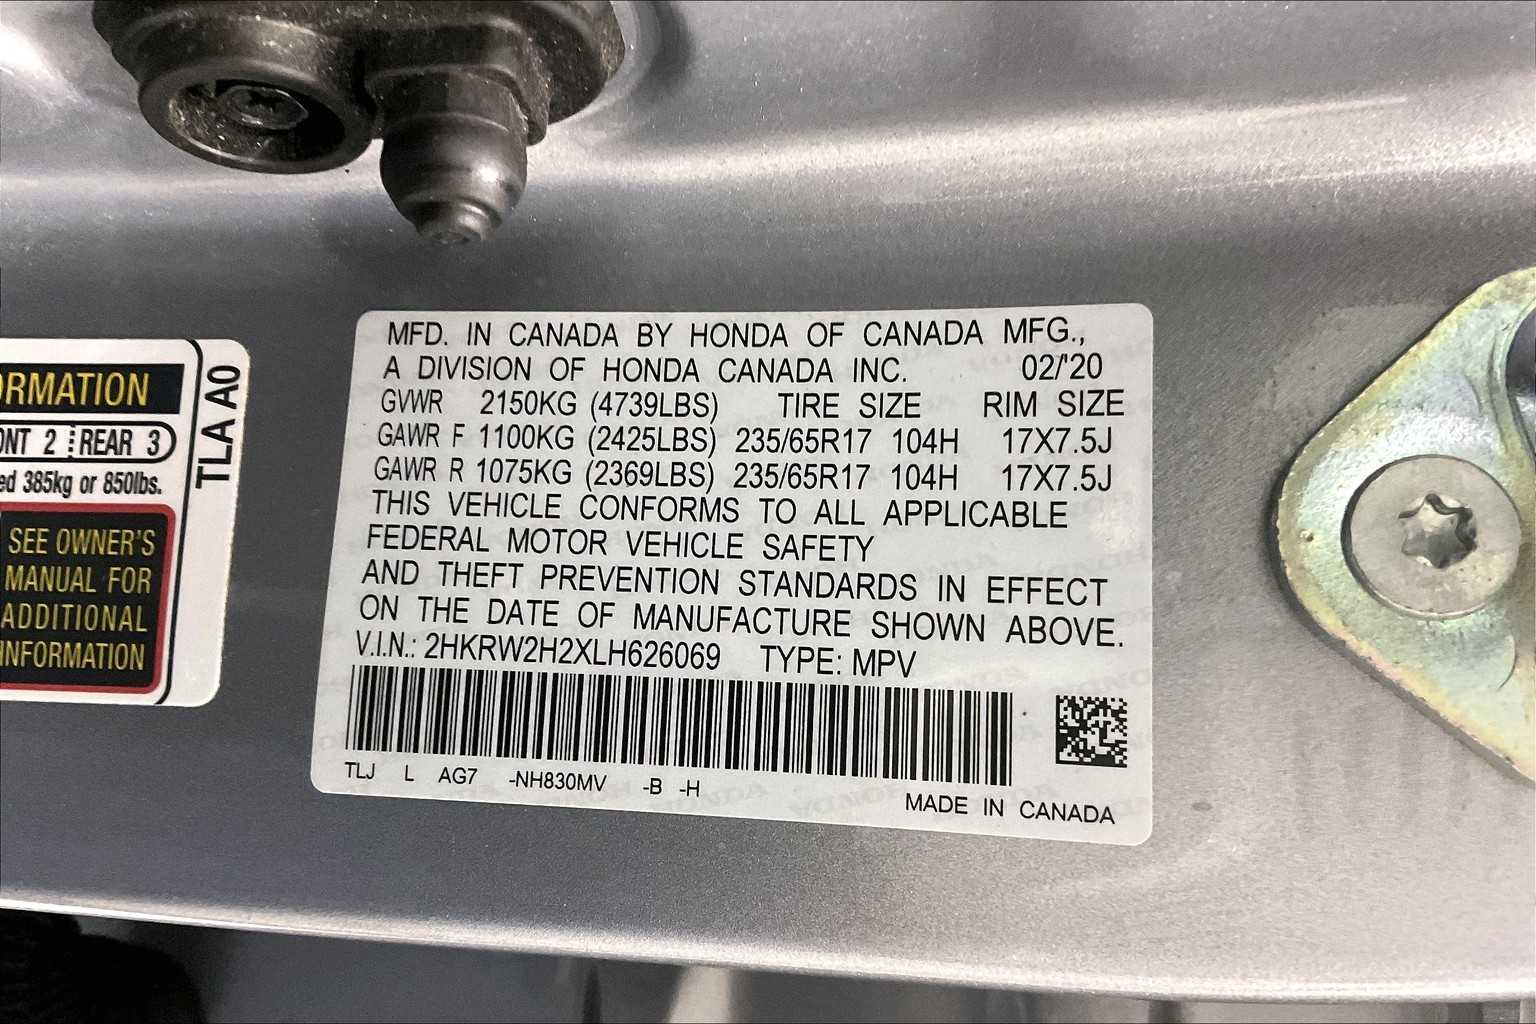 ORMATION
NT 2 REAR 3
ed 385kg or 850lbs.
SEE OWNER'S
MANUAL FOR
ADDITIONAL
INFORMATION
TLA A0
MFD. IN CANADA BY HONDA OF CANADA MFG.,
A DIVISION OF HONDA CANADA INC. 02/'20
GVWR 2150KG (4739LBS) TIRE SIZE RIM SIZE
GAWR F 1100KG (2425LBS) 235/65R17 104H 17X7.5J
GAWR R 1075KG (2369LBS) 235/65R17 104H 17X7.5J
THIS VEHICLE CONFORMS TO ALL APPLICABLE
FEDERAL MOTOR VEHICLE SAFETY
AND THEFT PREVENTION STANDARDS IN EFFECT
ON THE DATE OF MANUFACTURE SHOWN ABOVE.
V.I.N.: 2HKRW2H2XLH626069 TYPE: MPV
TLJ L AG7 -NH830MV -B -H
MADE IN CANADA